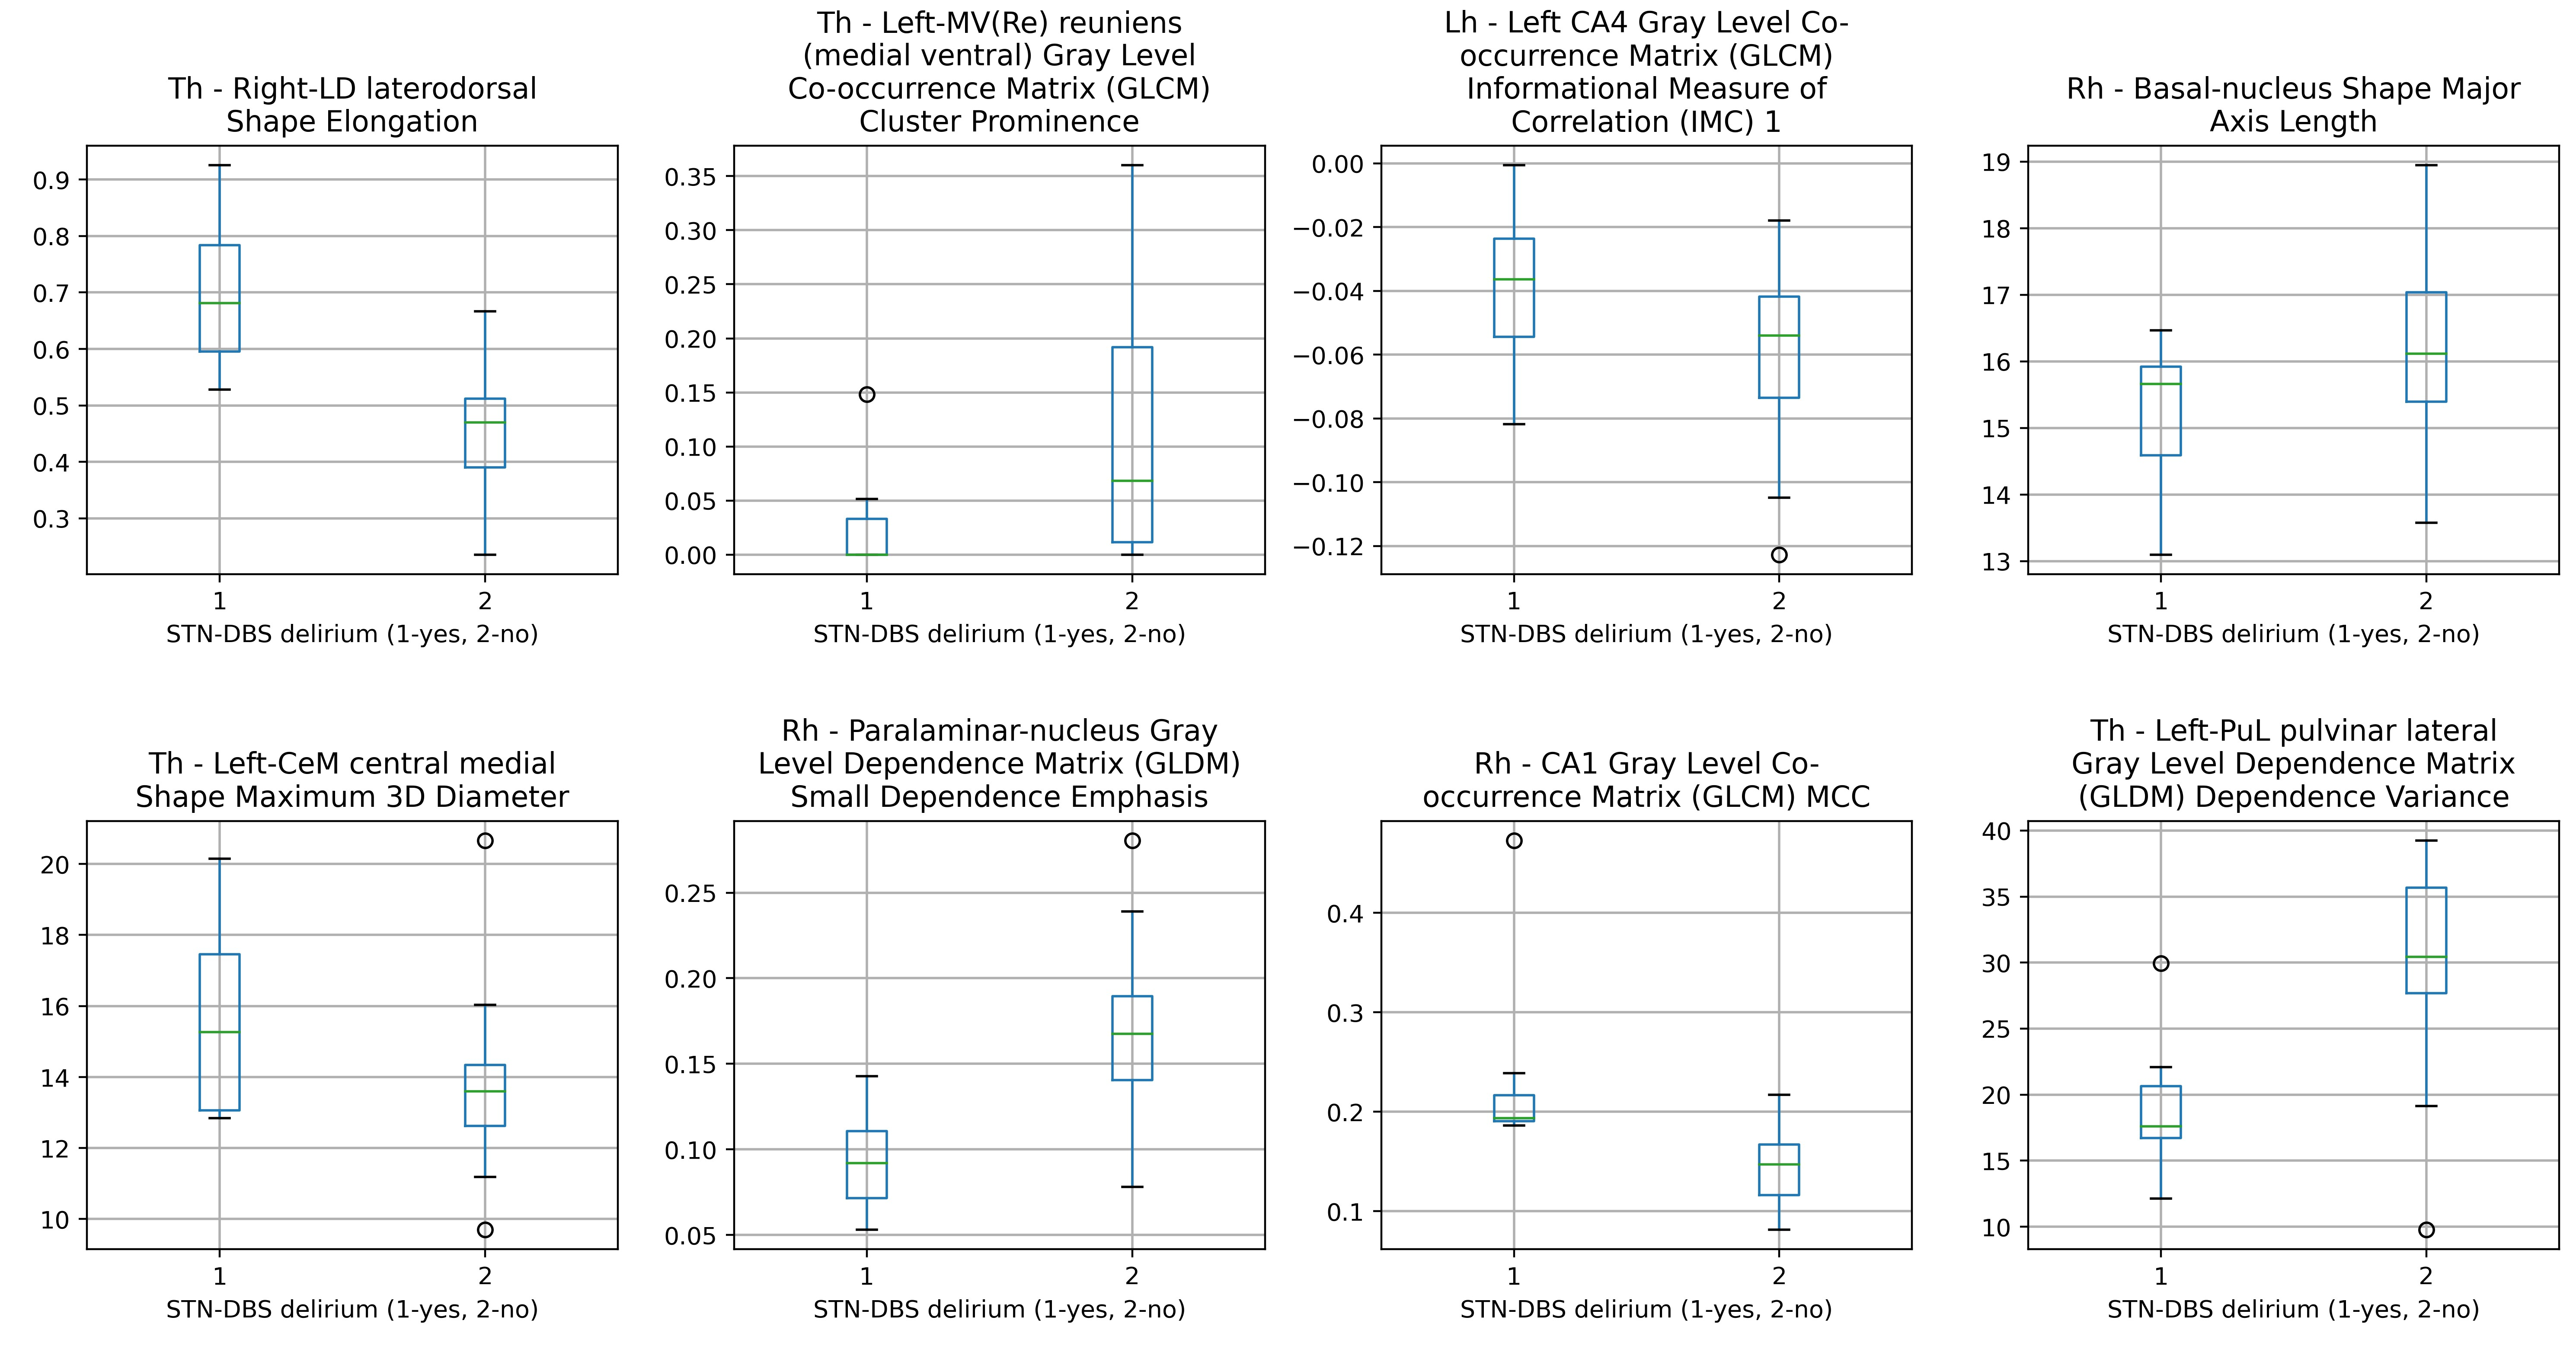 Th - Right-LD laterodorsal
Shape Elongation
0.9
0.8
0.7
0.6
0.5
0.4
0.3
1
2
STN-DBS delirium (1-yes, 2-no)
Th - Left-MV(Re) reuniens
(medial ventral) Gray Level
Co-occurrence Matrix (GLCM)
Cluster Prominence
0.35
0.30
0.25
0.20
0.15
0.10
0.05
0.00
1
2
STN-DBS delirium (1-yes, 2-no)
Lh - Left CA4 Gray Level Co-
occurrence Matrix (GLCM)
Informational Measure of
Correlation (IMC) 1
0.00
−0.02
−0.04
−0.06
−0.08
−0.10
−0.12
1
2
STN-DBS delirium (1-yes, 2-no)
Rh - Basal-nucleus Shape Major
Axis Length
19
18
17
16
15
14
13
1
2
STN-DBS delirium (1-yes, 2-no)
Th - Left-CeM central medial
Shape Maximum 3D Diameter
20
18
16
14
12
10
1
2
STN-DBS delirium (1-yes, 2-no)
Rh - Paralaminar-nucleus Gray
Level Dependence Matrix (GLDM)
Small Dependence Emphasis
0.25
0.20
0.15
0.10
0.05
1
2
STN-DBS delirium (1-yes, 2-no)
Rh - CA1 Gray Level Co-
occurrence Matrix (GLCM) MCC
0.4
0.3
0.2
0.1
1
2
STN-DBS delirium (1-yes, 2-no)
Th - Left-PuL pulvinar lateral
Gray Level Dependence Matrix
(GLDM) Dependence Variance
40
35
30
25
20
15
10
1
2
STN-DBS delirium (1-yes, 2-no)